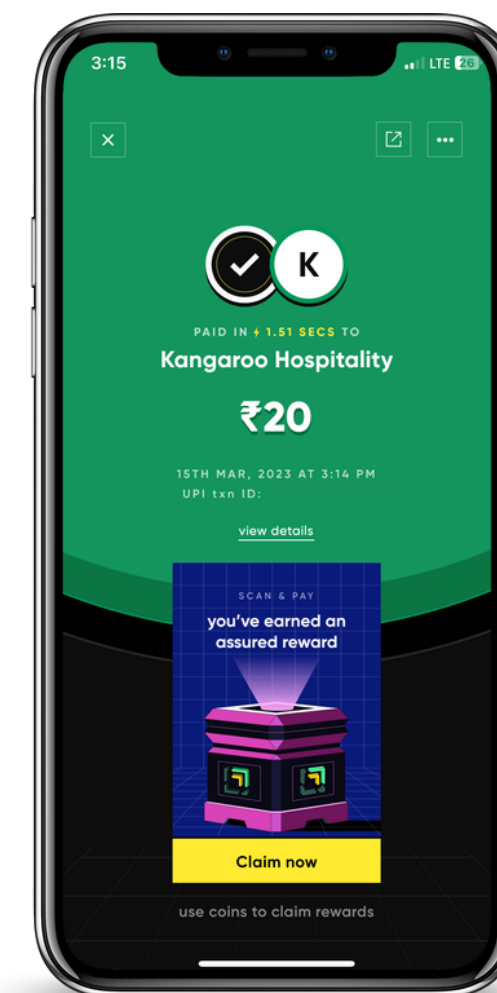 3:15
LTE 26
K
PAID IN ⚡ 1.51 SECS TO
Kangaroo Hospitality
₹20
15TH MAR, 2023 AT 3:14 PM
UPI txn ID:
view details
SCAN & PAY
you've earned an
assured reward
Claim now
use coins to claim rewards